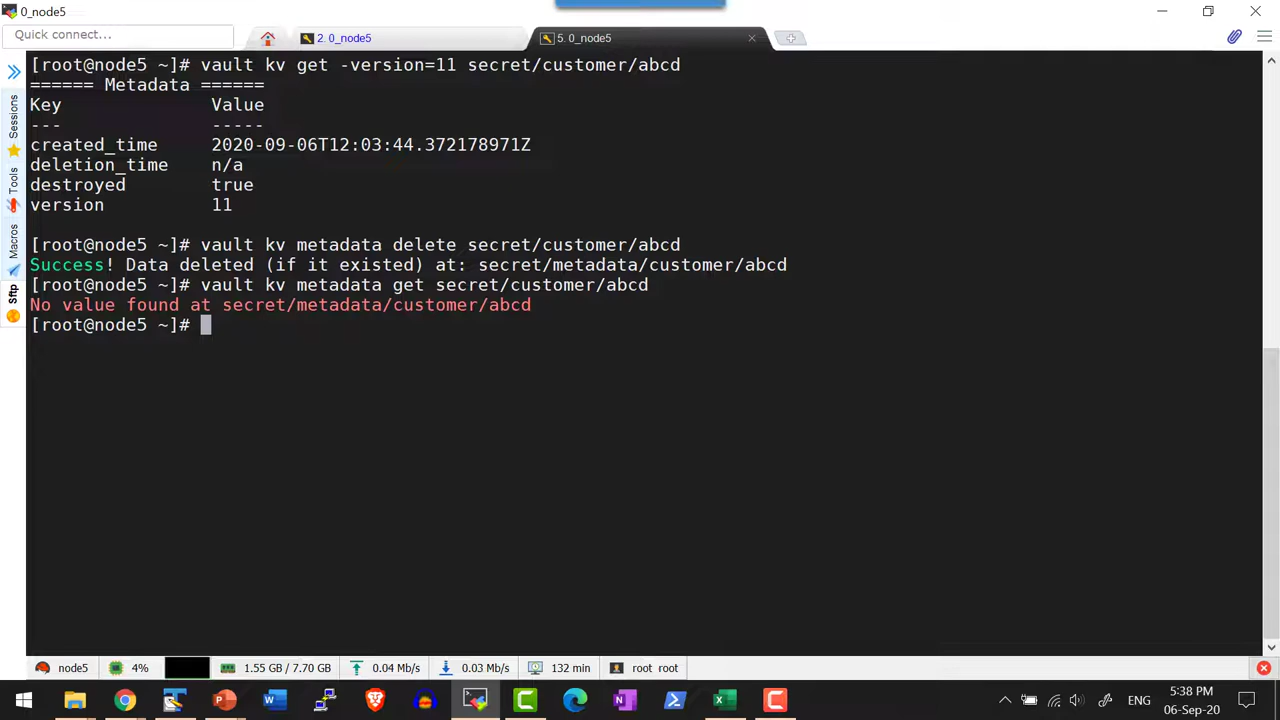 0_node5
Quick connect...
2. 0_node5
5. 0_node5
[root@node5 ~]# vault kv get -version=11 secret/customer/abcd
====== Metadata ======
Key Value
--- -----
created_time 2020-09-06T12:03:44.372178971Z
deletion_time n/a
destroyed true
version 11
[root@node5 ~]# vault kv metadata delete secret/customer/abcd
Success! Data deleted (if it existed) at: secret/metadata/customer/abcd
[root@node5 ~]# vault kv metadata get secret/customer/abcd
No value found at secret/metadata/customer/abcd
[root@node5 ~]#
Sessions
Tools
Macros
Sftp
node5 4% 1.55 GB / 7.70 GB 0.04 Mb/s 0.03 Mb/s 132 min root root
ENG
5:38 PM
06-Sep-20